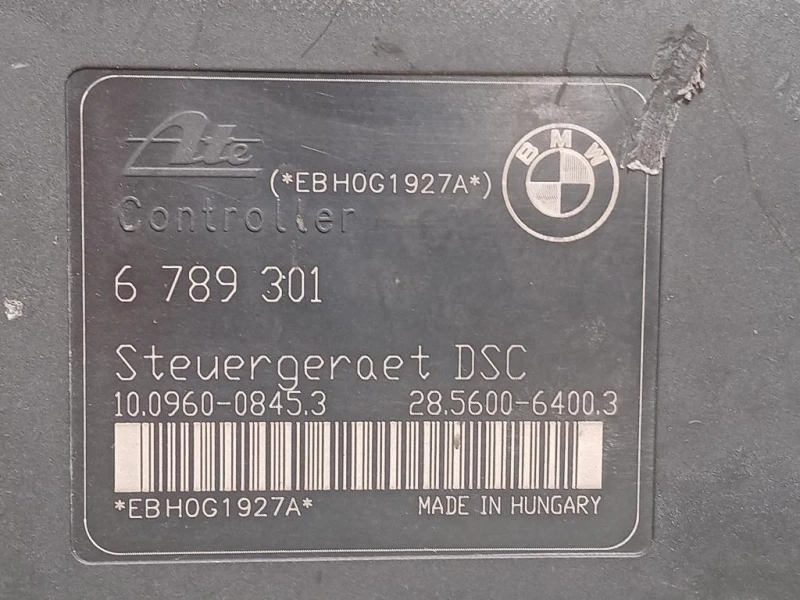 Ate
(*EBH0G1927A*)
BMW
Controller
6 789 301
Steuergeraet DSC
10.0960-0845.3 28.5600-6400.3
*EBH0G1927A* MADE IN HUNGARY